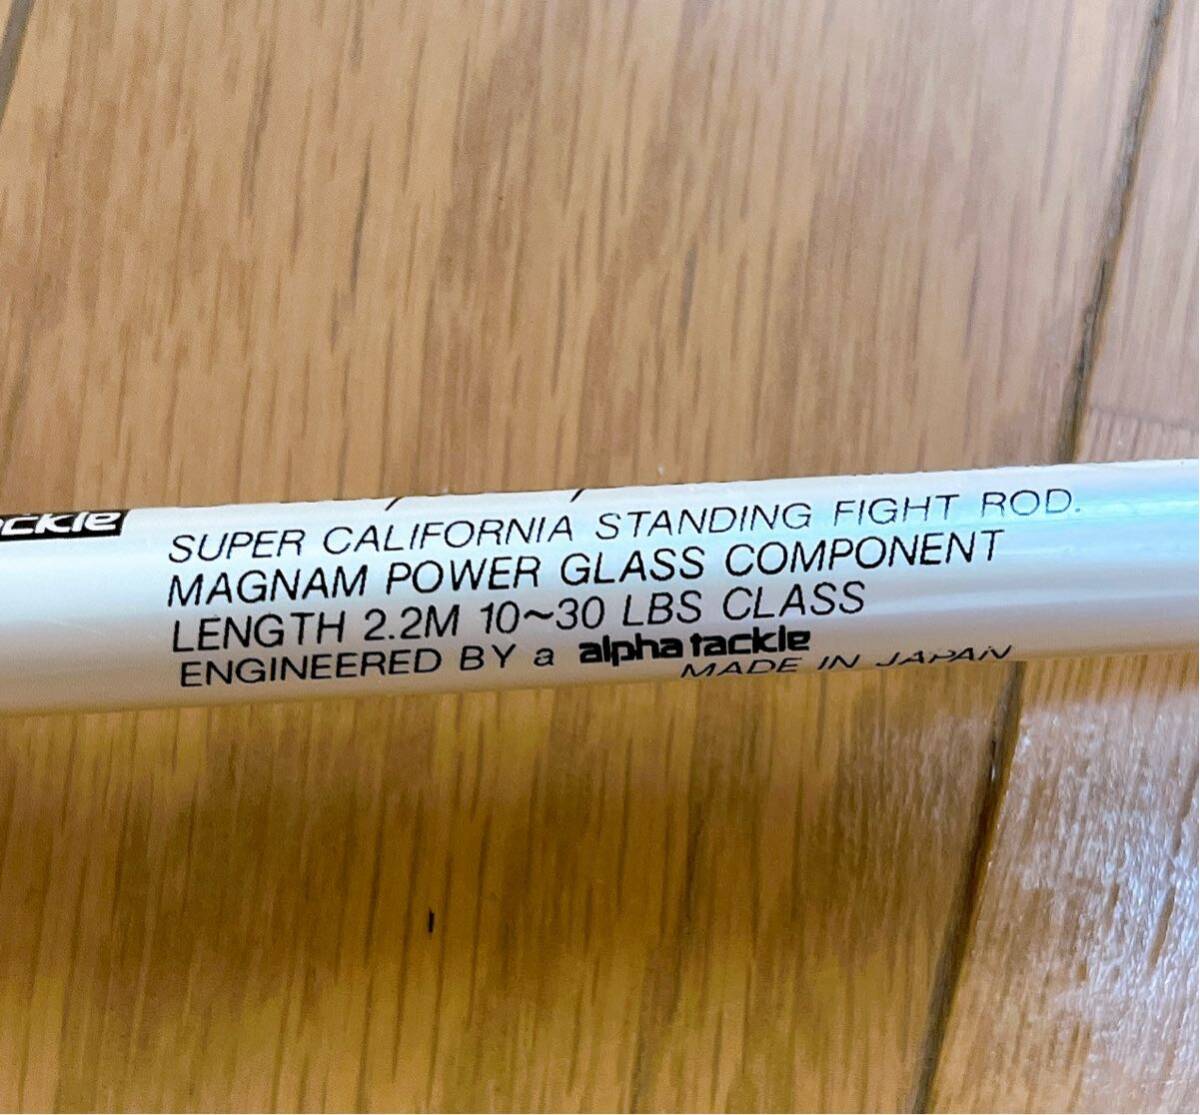 SUPER CALIFORNIA STANDING FIGHT ROD.
MAGNAM POWER GLASS COMPONENT
LENGTH 2.2M 10~30 LBS CLASS
ENGINEERED BY a alpha tackle
MADE IN JAPAN